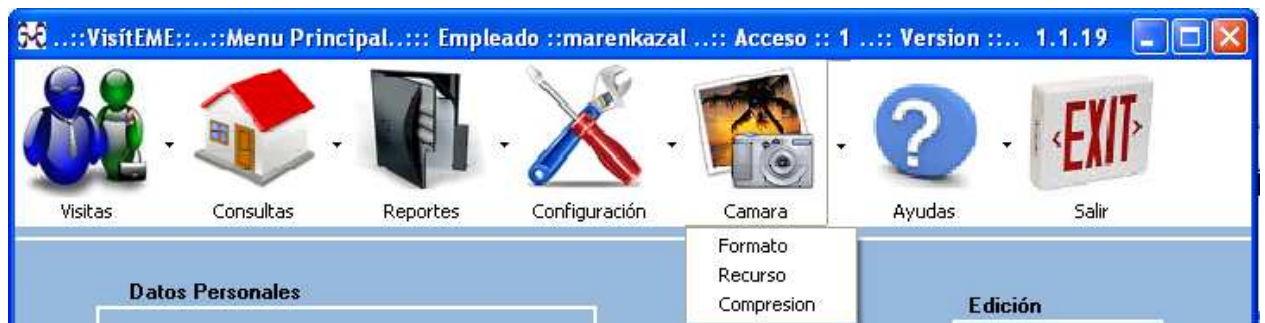 ..::VisítEME::..::Menu Principal..::: Empleado ::marenkazal ..:: Acceso :: 1 ..:: Version ::.. 1.1.19
EXIT
Visitas Consultas Reportes Configuración Camara Ayudas Salir
Formato
Recurso
Compresion
Datos Personales
Edición